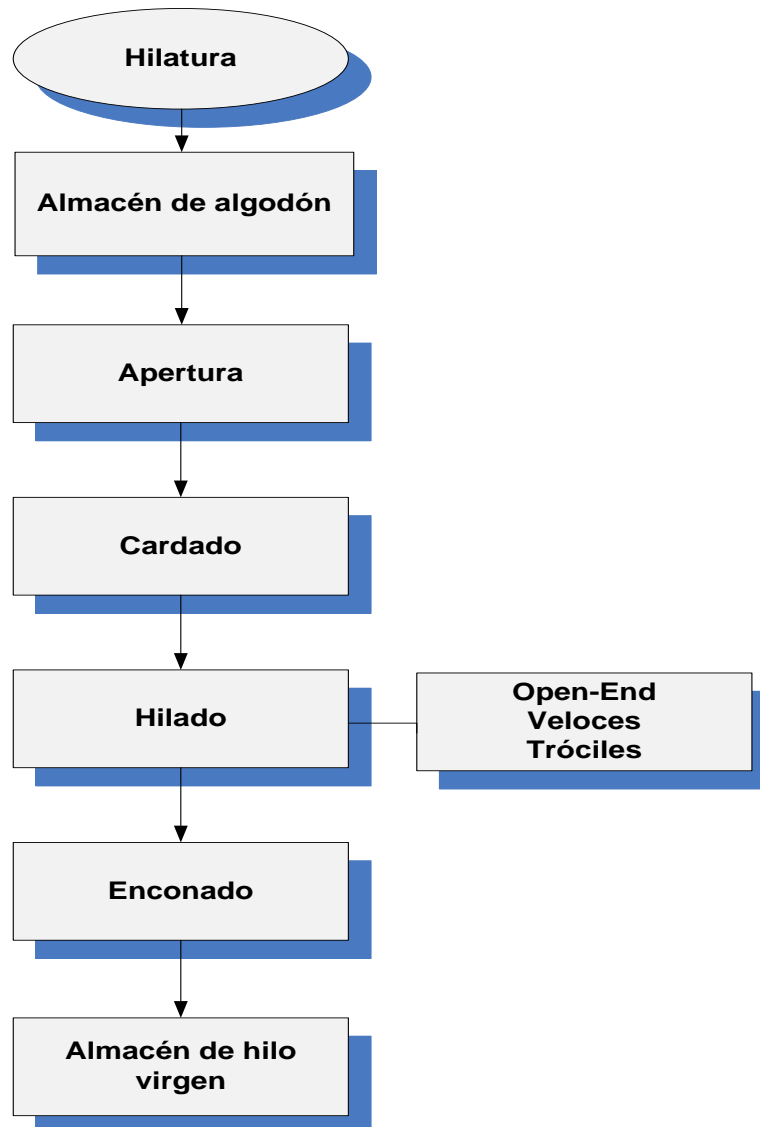 Hilatura
Almacén de algodón
Apertura
Cardado
Hilado
Open-End
Veloces
Tróciles
Enconado
Almacén de hilo
virgen